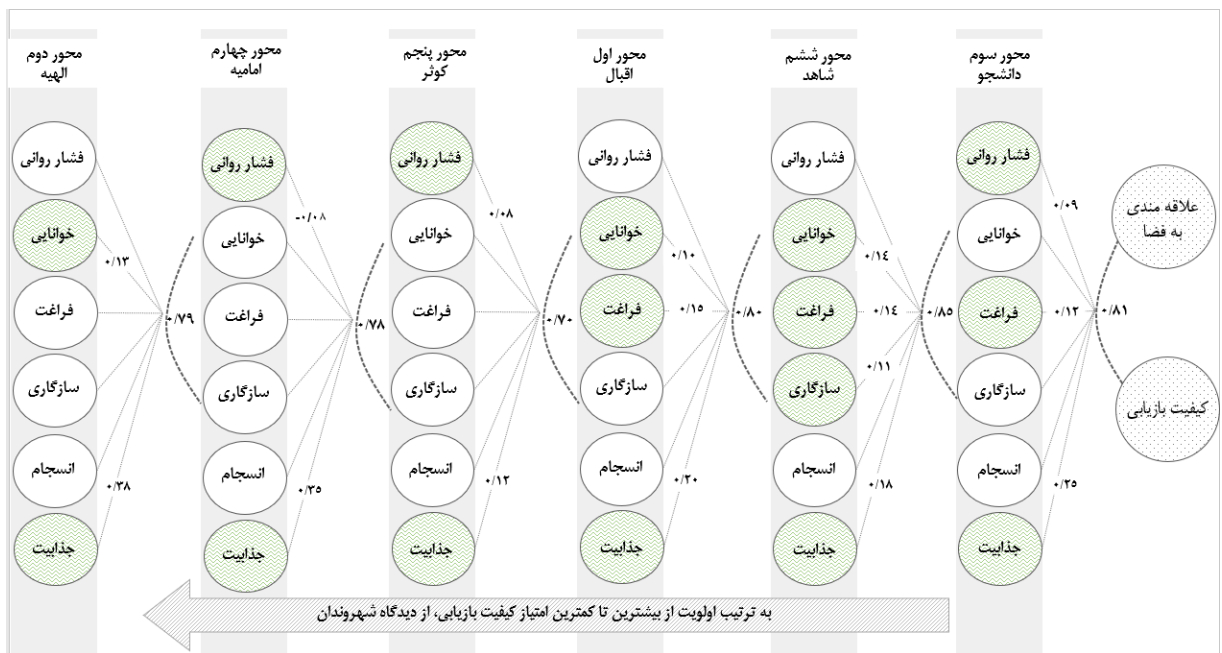 محور سوم
دانشجو
محور ششم
شاهد
محور اول
اقبال
محور پنجم
کوثر
محور چهارم
امامیه
محور دوم
الهیه
علاقه مندی
به فضا
کیفیت بازیابی
۰/۸۱
فشار روانی
خوانایی
فراغت
سازگاری
انسجام
جذابیت
۰/۰۹
۰/۱۲
۰/۲۵
۰/۸۵
فشار روانی
خوانایی
فراغت
سازگاری
انسجام
جذابیت
۰/۱٤
۰/۱٤
۰/۱۱
۰/۱۸
۰/۸۰
فشار روانی
خوانایی
فراغت
سازگاری
انسجام
جذابیت
۰/۱۰
۰/۱۵
۰/۲۰
۰/۷۰
فشار روانی
خوانایی
فراغت
سازگاری
انسجام
جذابیت
۰/۰۸
۰/۱۲
۰/۷۸
فشار روانی
خوانایی
فراغت
سازگاری
انسجام
جذابیت
-۰/۰۸
۰/۳۵
۰/۷۹
فشار روانی
خوانایی
فراغت
سازگاری
انسجام
جذابیت
۰/۱۳
۰/۳۸
به ترتیب اولویت از بیشترین تا کمترین امتیاز کیفیت بازیابی، از دیدگاه شهروندان